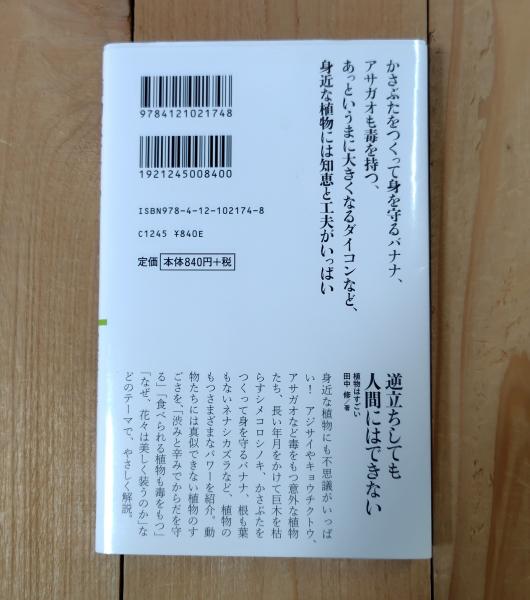 かさぶたをつくって身を守るバナナ、
アサガオも毒を持つ、
あっというまに大きくなるダイコンなど、
身近な植物には知恵と工夫がいっぱい
9784121021748
1921245008400
ISBN978-4-12-102174-8
C1245 ¥840E
定価 本体840円+税
逆立ちしても
人間にはできない
植物はすごい
田中 修/著
身近な植物にも不思議がいっぱ
い！ アジサイやキョウチクトウ、
アサガオなど毒をもつ意外な植物
たち、長い年月をかけて巨木を枯
らすシメコロシノキ、かさぶたを
つくって身を守るバナナ、根も葉
もないネナシカズラなど、植物の
もつさまざまなパワーを紹介。動
物たちには真似できない植物のす
ごさを、「渋みと辛みでからだを守
る」「食べられる植物も毒をもつ」
「なぜ、花々は美しく装うのか」な
どのテーマで、やさしく解説。